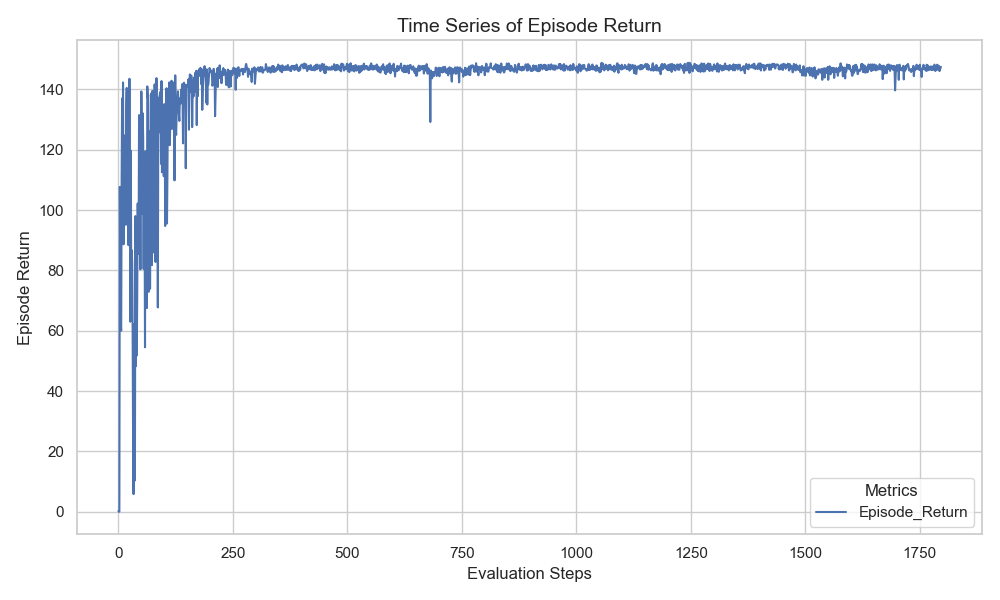 Time Series of Episode Return
Episode Return
140
120
100
80
60
40
20
0
0 250 500 750 1000 1250 1500 1750
Evaluation Steps
Metrics
Episode_Return